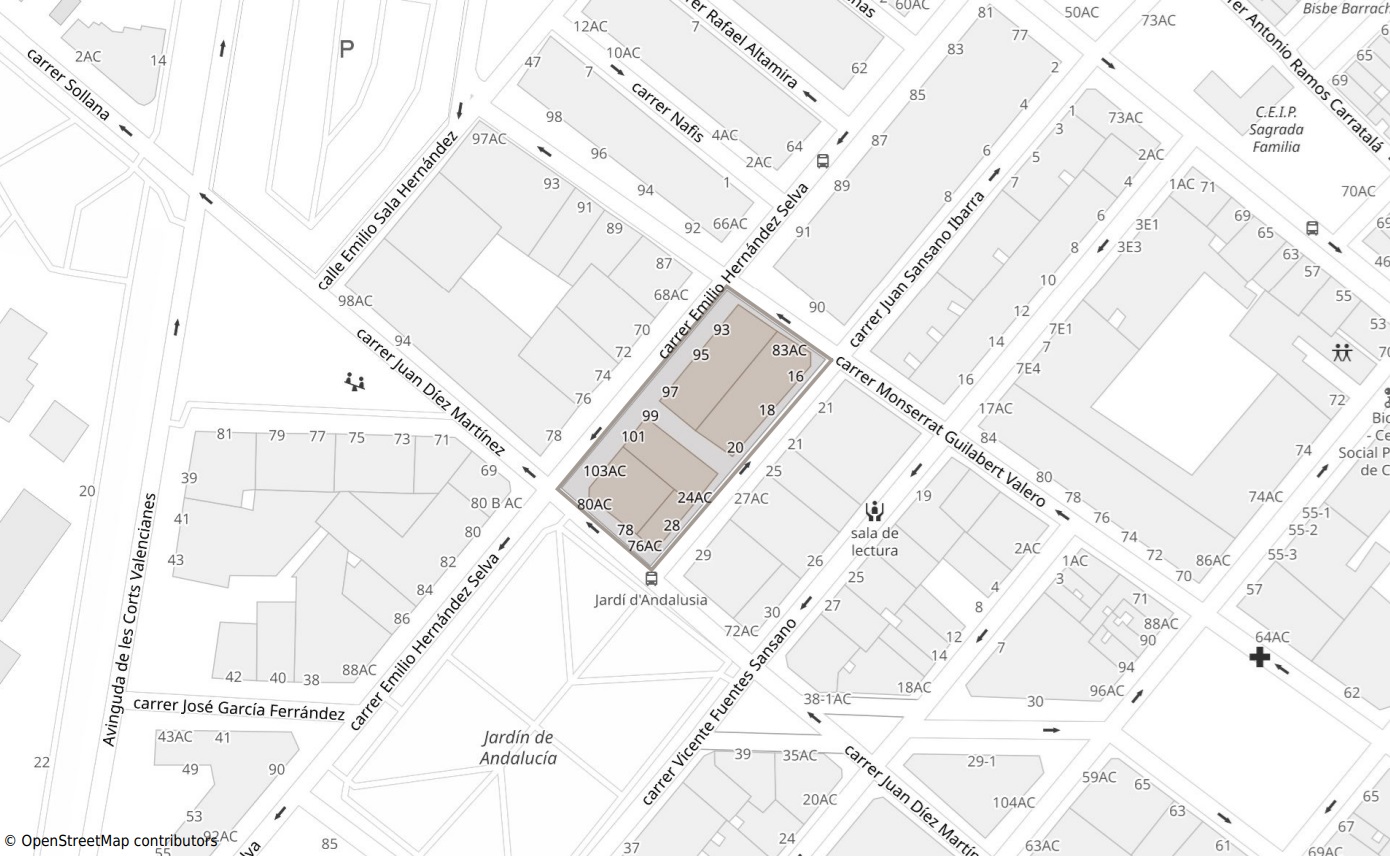 12AC
7
carrer Rafael Altamira
60AC
81
50AC
73AC
Bisbe Barrach
2AC
14
carrer Sollana
P
10AC
47
7
carrer Nafis
62
83
77
2
rrer Antonio Ramos Carratalá
65
69
C.E.I.P.
Sagrada
Familia
98
97AC
96
4AC
2AC
64
85
87
4
1
3
73AC
93
94
1
89
6
5
7
2AC
4
1AC
71
70AC
calle Emilio Sala Hernández
91
89
92
66AC
91
8
carrer Juan Sansano Ibarra
6
3E1
69
65
8
3E3
63
57
46
87
carrer Emilio Hernández Selva
98AC
68AC
10
55
94
70
93
90
12
7E1
53
95
83AC
14
7
72
7E4
carrer Juan Díez Martínez
74
97
16
16
72
76
99
18
21
carrer Monserrat Guilabert Valero
17AC
84
81
79
77
75
73
71
78
101
20
21
74
Social P
de C
39
69
103AC
25
80
20
80 B AC
80AC
24AC
27AC
19
78
74AC
41
80
78
28
76
55-1
76AC
sala de
lectura
74
55-2
43
82
29
26
2AC
72
86AC
55-3
Avinguda de les Corts Valencianes
84
Jardí d'Andalusia
25
1AC
3
70
57
86
30
27
4
71
8
88AC
72AC
12
7
90
64AC
42
40
38
88AC
carrer Emilio Hernández Selva
14
94
18AC
96AC
62
carrer José García Ferrández
38-1AC
30
43AC
41
Jardín de
Andalucía
carrer Vicente Fuentes Sansano
39
35AC
29-1
22
49
90
carrer Juan Díez Martín
59AC
65
53
20AC
104AC
63
65
92AC
© OpenStreetMap contributors
55
lva
85
37
24
63AC
61
67
69AC